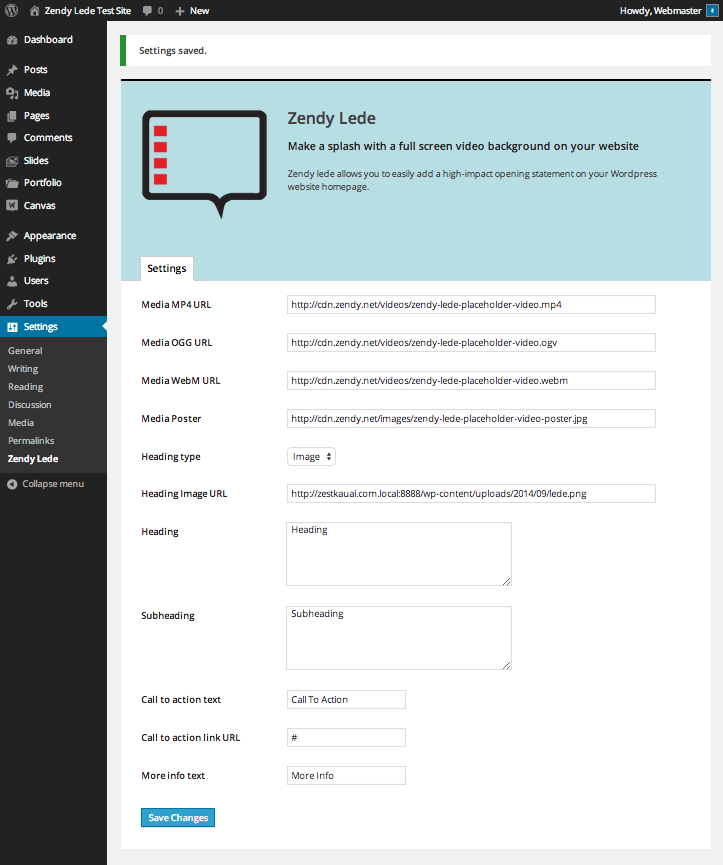 Zendy Lede Test Site 0 New Howdy, Webmaster
Dashboard
Posts
Media
Pages
Comments
Slides
Portfolio
Canvas
Appearance
Plugins
Users
Tools
Settings
General
Writing
Reading
Discussion
Media
Permalinks
Zendy Lede
Collapse menu
Settings saved.
Zendy Lede
Make a splash with a full screen video background on your website
Zendy lede allows you to easily add a high-impact opening statement on your Wordpress
website homepage.
Settings
Media MP4 URL http://cdn.zendy.net/videos/zendy-lede-placeholder-video.mp4
Media OGG URL http://cdn.zendy.net/videos/zendy-lede-placeholder-video.ogv
Media WebM URL http://cdn.zendy.net/videos/zendy-lede-placeholder-video.webm
Media Poster http://cdn.zendy.net/images/zendy-lede-placeholder-video-poster.jpg
Heading type Image
Heading Image URL http://zestkauai.com.local:8888/wp-content/uploads/2014/09/lede.png
Heading Heading
Subheading Subheading
Call to action text Call To Action
Call to action link URL #
More info text More Info
Save Changes